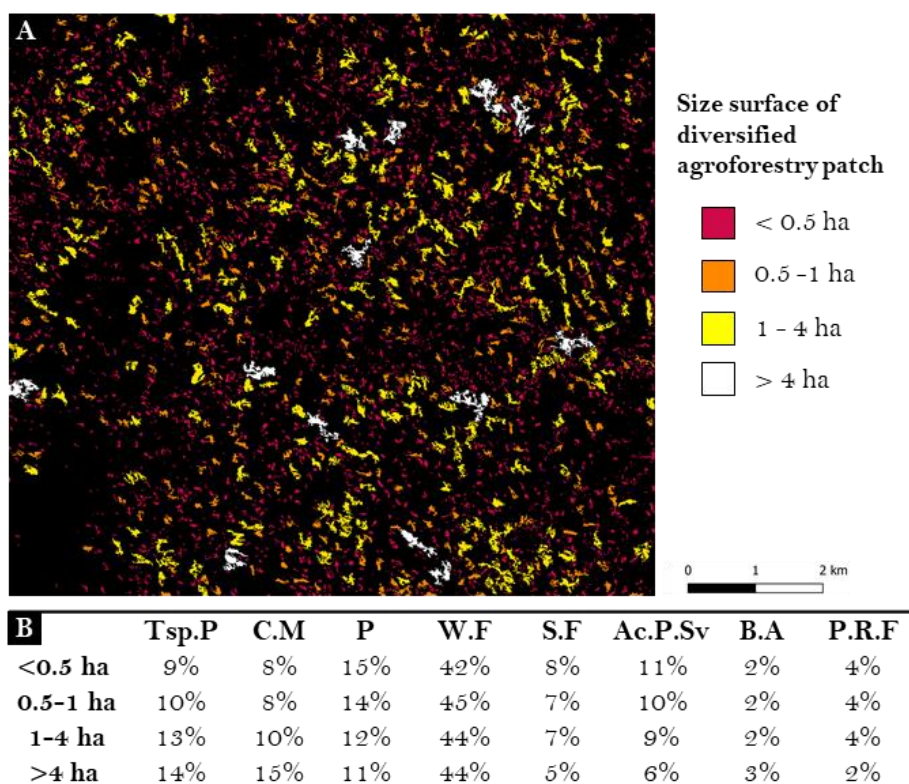 A
Size surface of
diversified
agroforestry patch
< 0.5 ha
0.5 -1 ha
1 - 4 ha
> 4 ha
0 1 2 km
B Tsp.P C.M P W.F S.F Ac.P.Sv B.A P.R.F
<0.5 ha 9% 8% 15% 42% 8% 11% 2% 4%
0.5-1 ha 10% 8% 14% 45% 7% 10% 2% 4%
1-4 ha 13% 10% 12% 44% 7% 9% 2% 4%
>4 ha 14% 15% 11% 44% 5% 6% 3% 2%